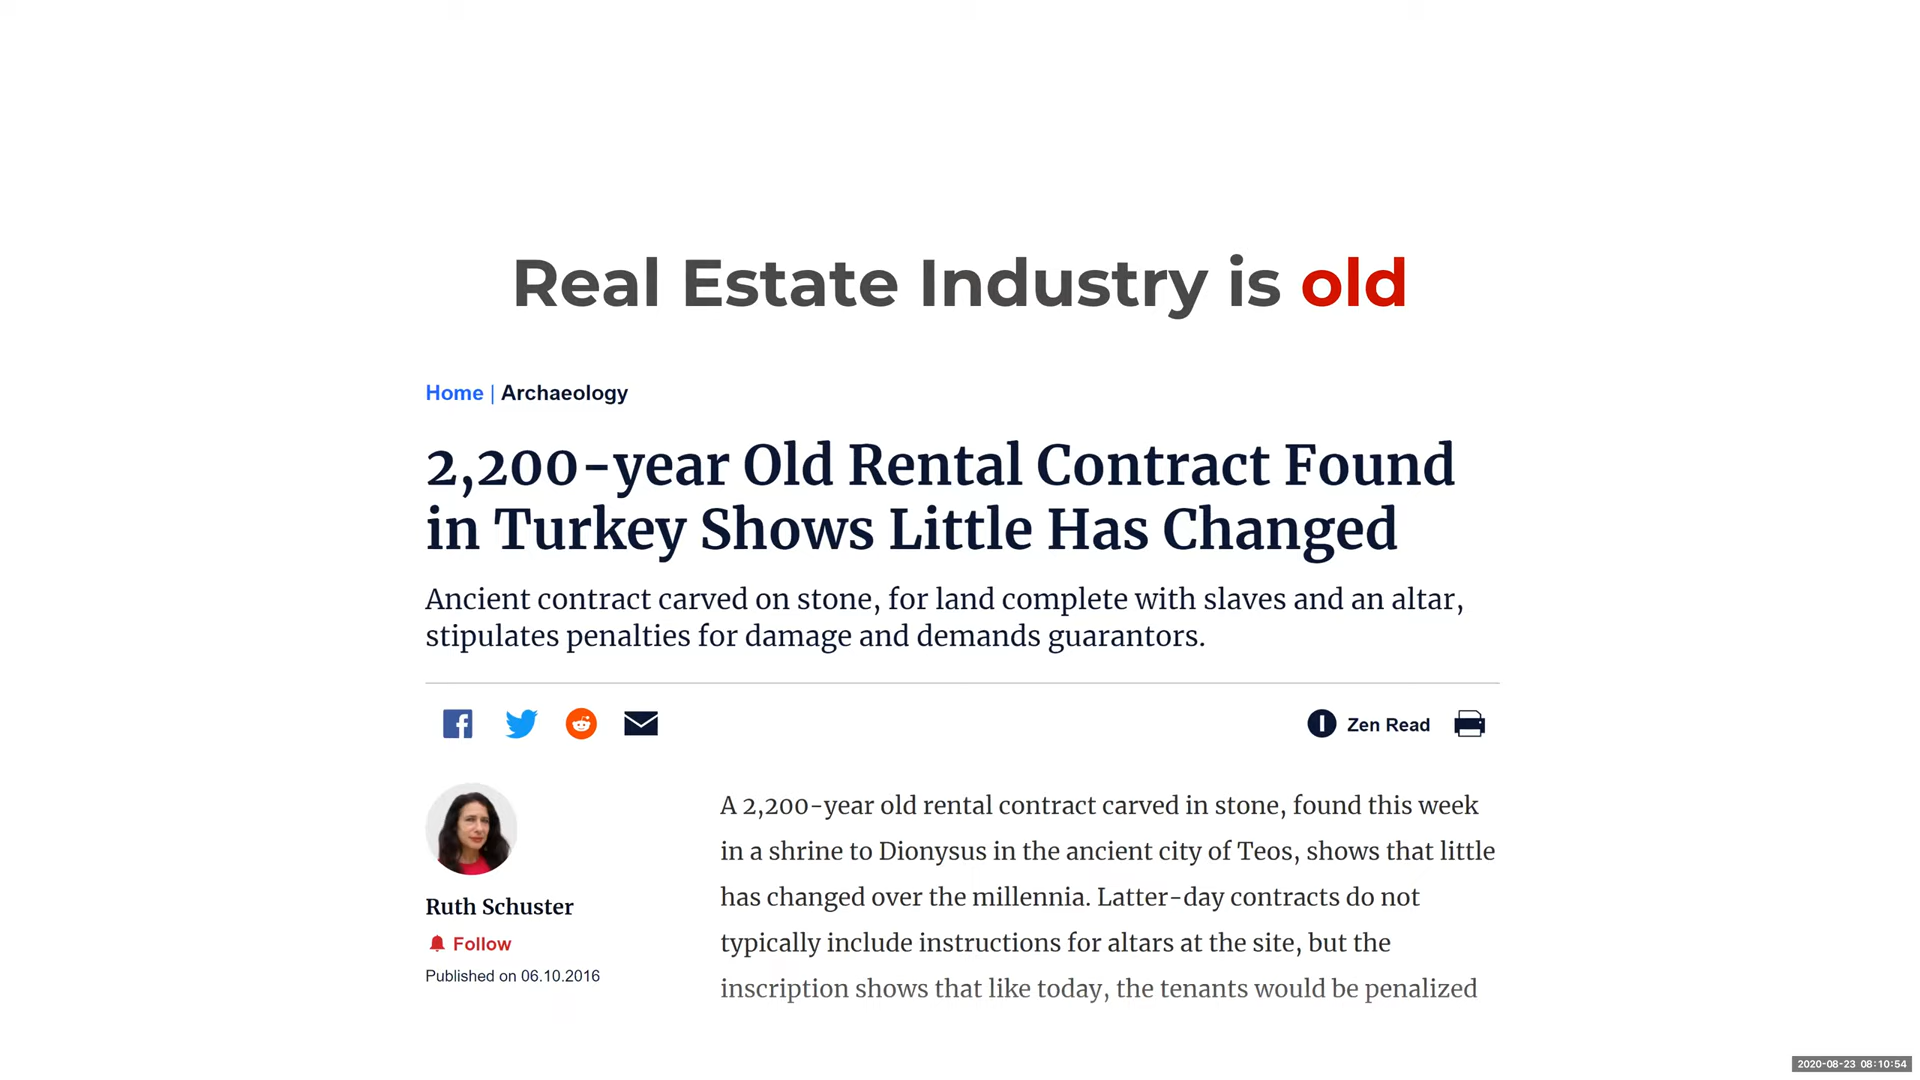 Real Estate Industry is old
Home | Archaeology
2,200-year Old Rental Contract Found
in Turkey Shows Little Has Changed
Ancient contract carved on stone, for land complete with slaves and an altar,
stipulates penalties for damage and demands guarantors.
Zen Read
A 2,200-year old rental contract carved in stone, found this week
in a shrine to Dionysus in the ancient city of Teos, shows that little
has changed over the millennia. Latter-day contracts do not
typically include instructions for altars at the site, but the
inscription shows that like today, the tenants would be penalized
Ruth Schuster
Follow
Published on 06.10.2016
2020-08-23 08:10:54